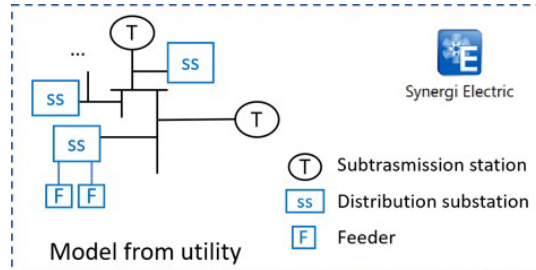 T
...
ss
E
Synergi Electric
ss
T
ss
T Subtrasmission station
F F
ss Distribution substation
F Feeder
Model from utility